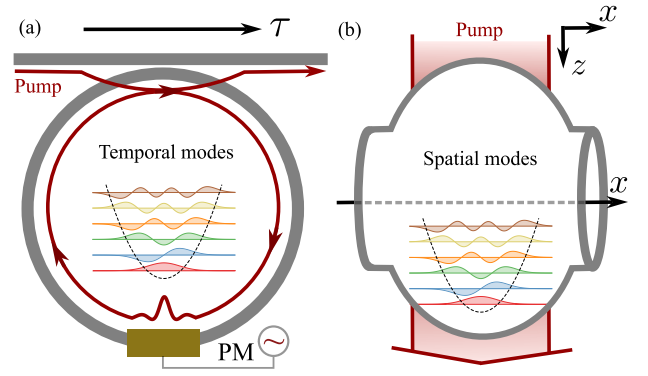 (a)
τ
Pump
Temporal modes
PM
~
(b)
Pump
x
z
Spatial modes
x